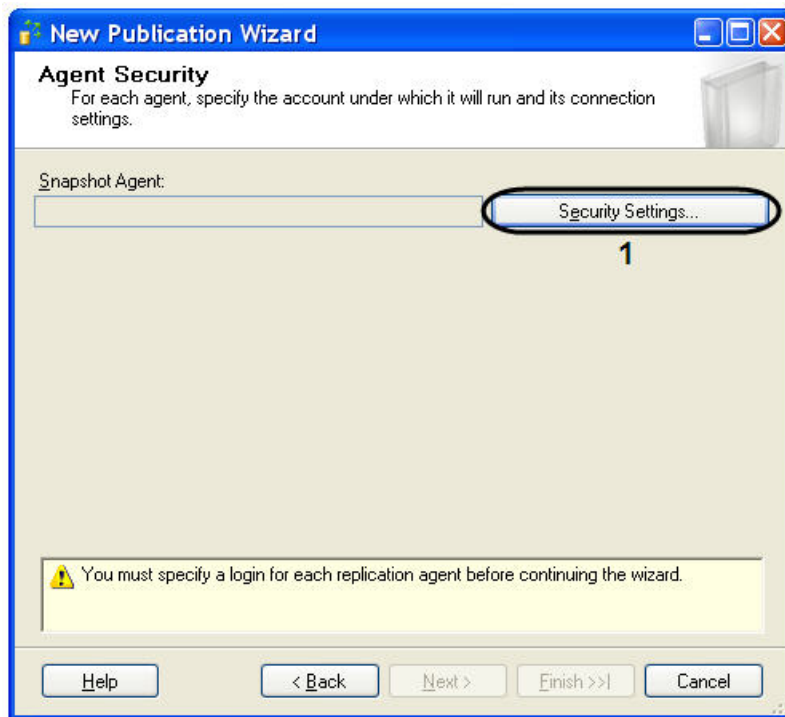 New Publication Wizard
Agent Security
For each agent, specify the account under which it will run and its connection
settings.
Snapshot Agent:
Security Settings...
1
You must specify a login for each replication agent before continuing the wizard.
Help
< Back
Next >
Finish >>|
Cancel